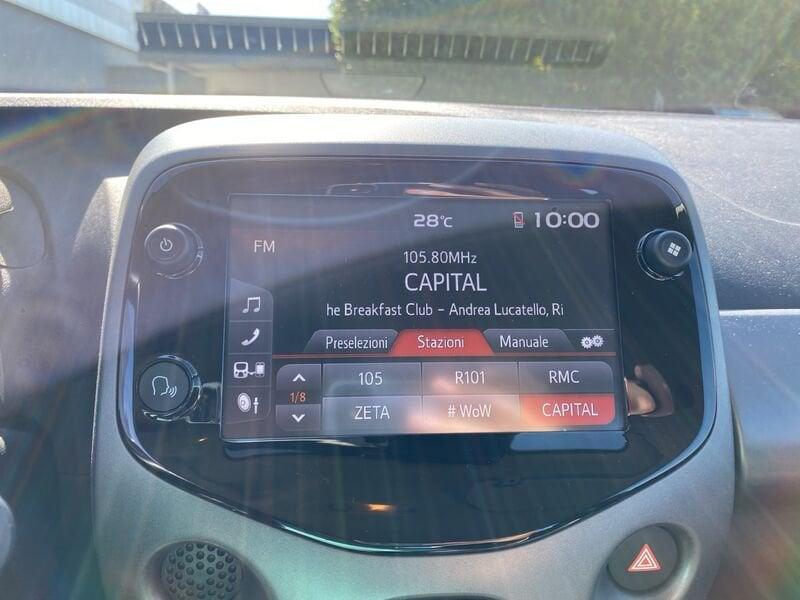 28°C 10:00
FM
105.80MHz
CAPITAL
he Breakfast Club - Andrea Lucatello, Ri
Preselezioni Stazioni Manuale
105 R101 RMC
1/8
ZETA # WoW CAPITAL